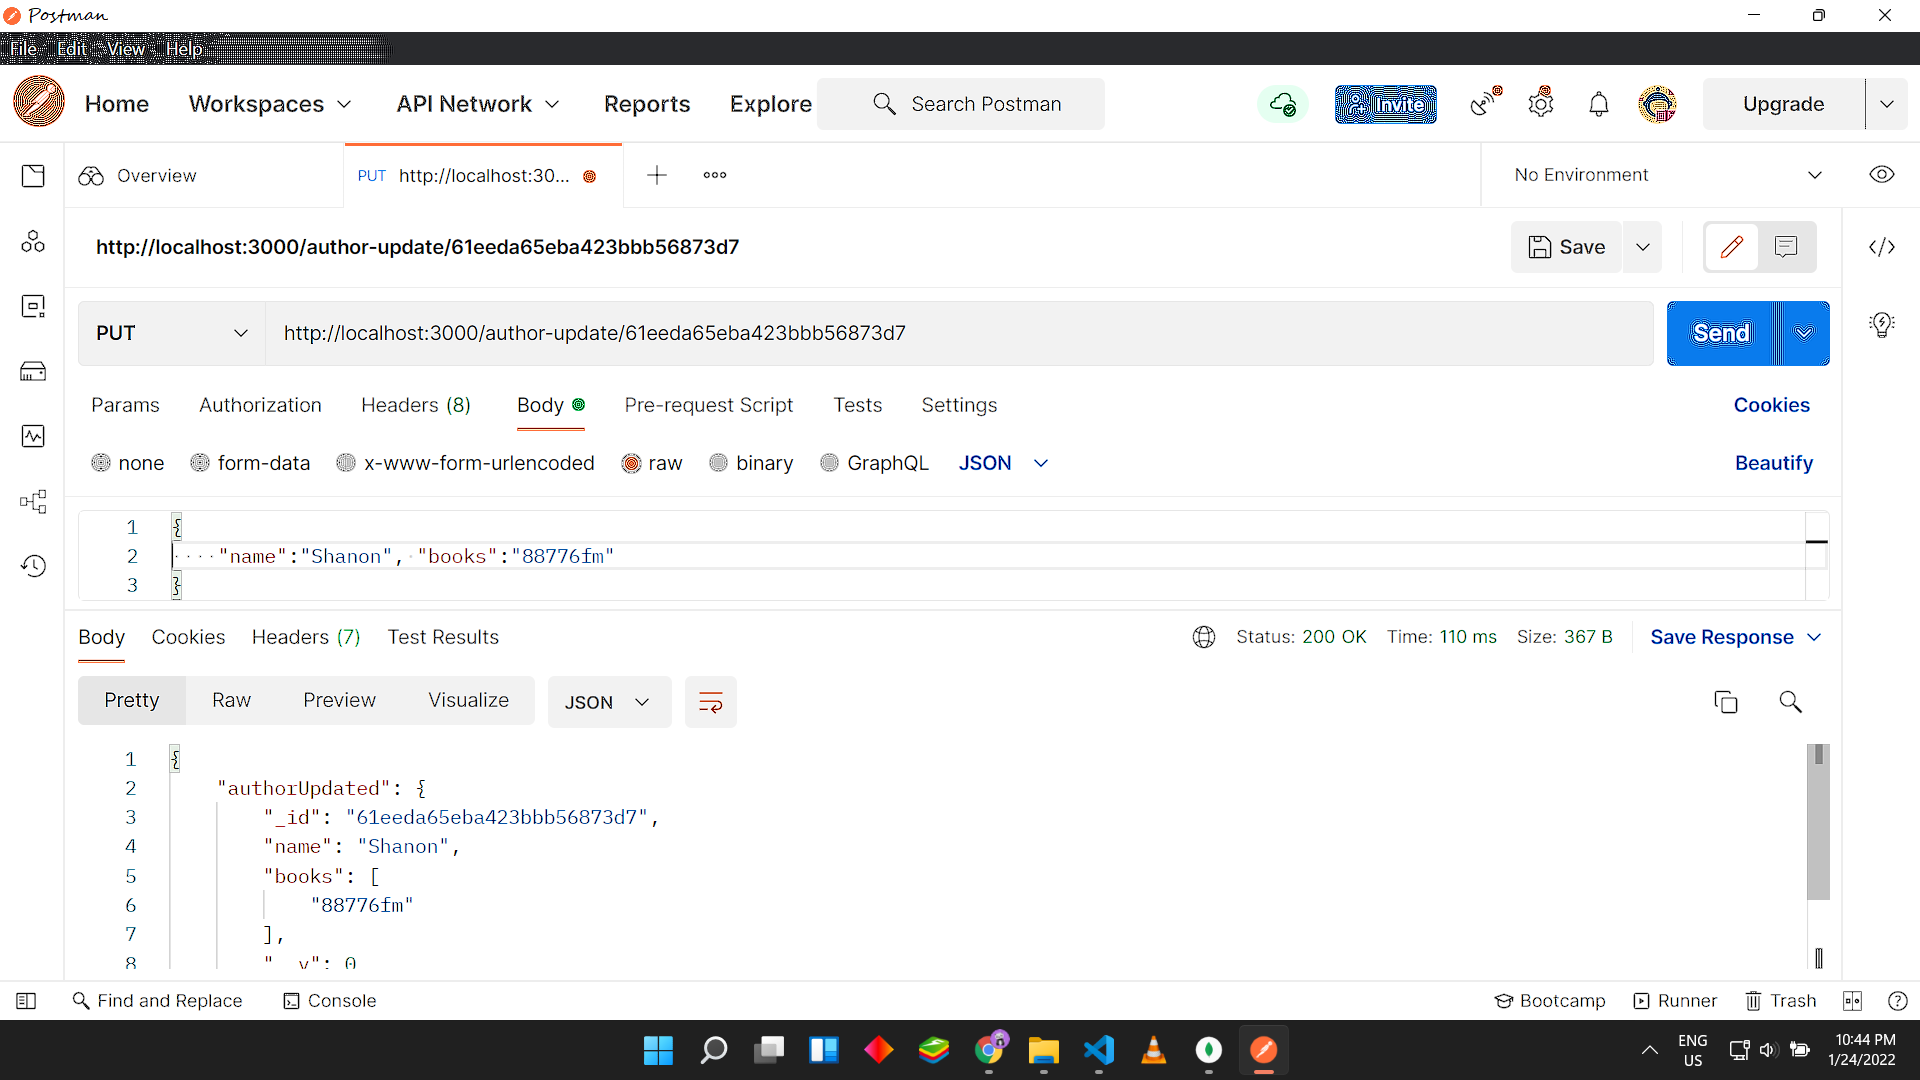 Postman
File Edit View Help
Home Workspaces API Network Reports Explore Search Postman Invite Upgrade
Overview PUT http://localhost:30... No Environment
http://localhost:3000/author-update/61eeda65eba423bbb56873d7 Save
PUT http://localhost:3000/author-update/61eeda65eba423bbb56873d7 Send
Params Authorization Headers (8) Body Pre-request Script Tests Settings Cookies
none form-data x-www-form-urlencoded raw binary GraphQL JSON Beautify
1 {
2 ····"name":"Shanon",·"books":"88776fm"
3 }
Body Cookies Headers (7) Test Results Status: 200 OK Time: 110 ms Size: 367 B Save Response
Pretty Raw Preview Visualize JSON
1 {
2 "authorUpdated": {
3 "_id": "61eeda65eba423bbb56873d7",
4 "name": "Shanon",
5 "books": [
6 "88776fm"
7 ],
8 "__v": 0
Find and Replace Console Bootcamp Runner Trash
ENG 10:44 PM
US 1/24/2022